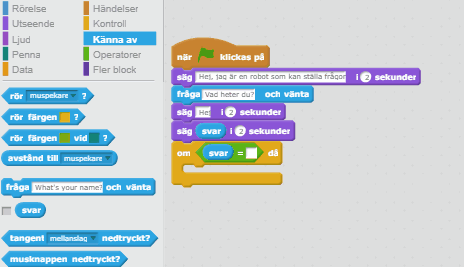 Rörelse
Utseende
Ljud
Penna
Data
Händelser
Kontroll
Känna av
Operatorer
Fler block
rör muspekare ?
rör färgen ?
rör färgen vid ?
avstånd till muspekare
fråga What's your name? och vänta
svar
tangent mellanslag nedtryckt?
musknappen nedtryckt?
när klickas på
säg Hej, jag är en robot som kan ställa frågor i 2 sekunder
fråga Vad heter du? och vänta
säg Hej i 2 sekunder
säg svar i 2 sekunder
om svar = då